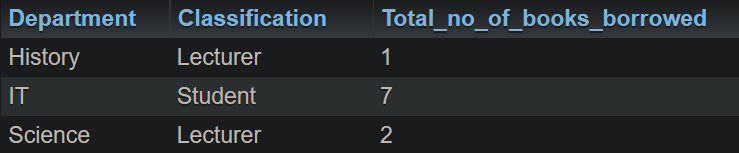 Department Classification Total_no_of_books_borrowed
History Lecturer 1
IT Student 7
Science Lecturer 2